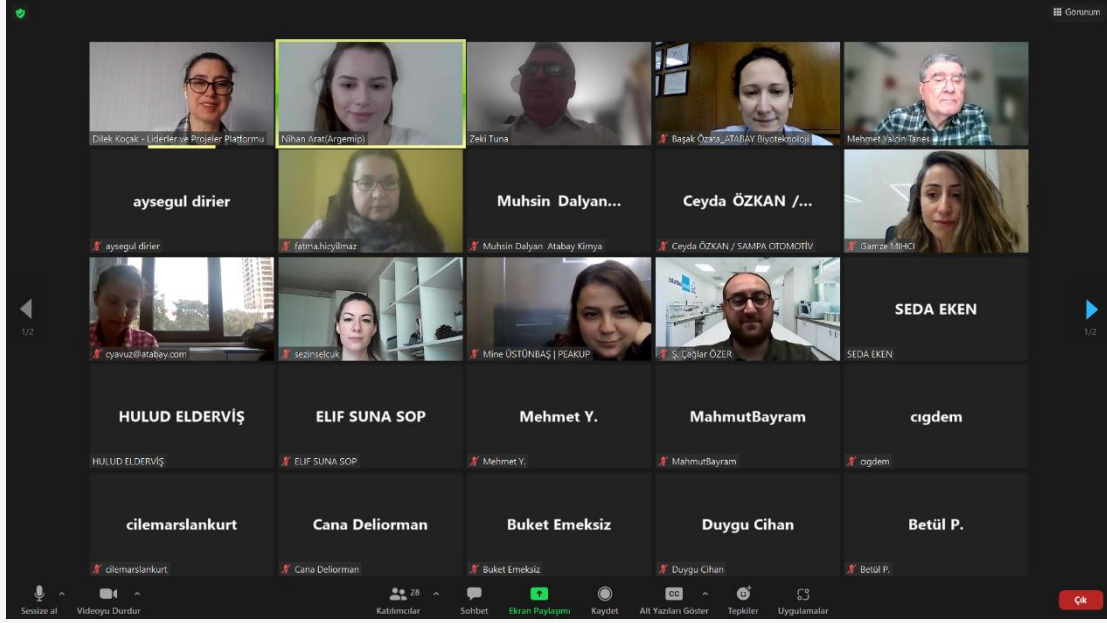 Görünüm
Dilek Koçak - Liderler ve Projeler Platformu
Nihan Arat(Argemip)
Zeki Tuna
Başak Özata_ATABAY Biyoteknoloji
Mehmet Yalcin Tanes
aysegul dirier
aysegul dirier
fatma.hicyilmaz
Muhsin Dalyan...
Muhsin Dalyan Atabay Kimya
Ceyda ÖZKAN /...
Ceyda ÖZKAN / SAMPA OTOMOTİV
Gamze MIHCI
cyavuz@atabay.com
sezinselcuk
Mine ÜSTÜNBAŞ | PEAKUP
Ş. Çağlar ÖZER
SEDA EKEN
SEDA EKEN
1/2
1/2
HULUD ELDERVİŞ
HULUD ELDERVİŞ
ELIF SUNA SOP
ELIF SUNA SOP
Mehmet Y.
Mehmet Y.
MahmutBayram
MahmutBayram
cıgdem
cıgdem
cilemarslankurt
cilemarslankurt
Cana Deliorman
Cana Deliorman
Buket Emeksiz
Buket Emeksiz
Duygu Cihan
Duygu Cihan
Betül P.
Betül P.
Sessize al
Videoyu Durdur
28
Katılımcılar
Sohbet
Ekran Paylaşımı
Kaydet
CC
Alt Yazıları Göster
Tepkiler
Uygulamalar
Çık